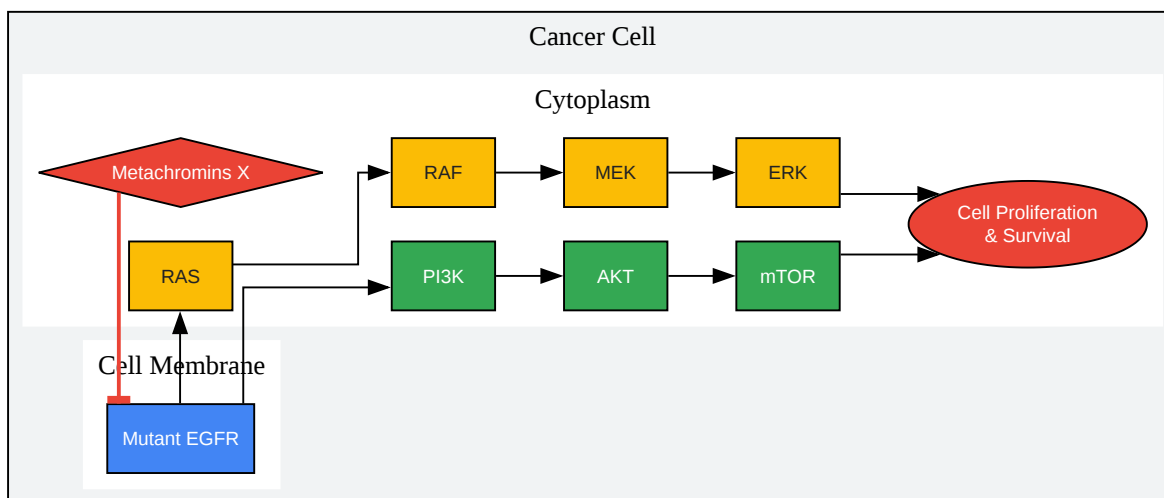 Cancer Cell
Cytoplasm
Metachromins X
RAF
MEK
ERK
Cell Proliferation
& Survival
RAS
PI3K
AKT
mTOR
Cell Membrane
Mutant EGFR